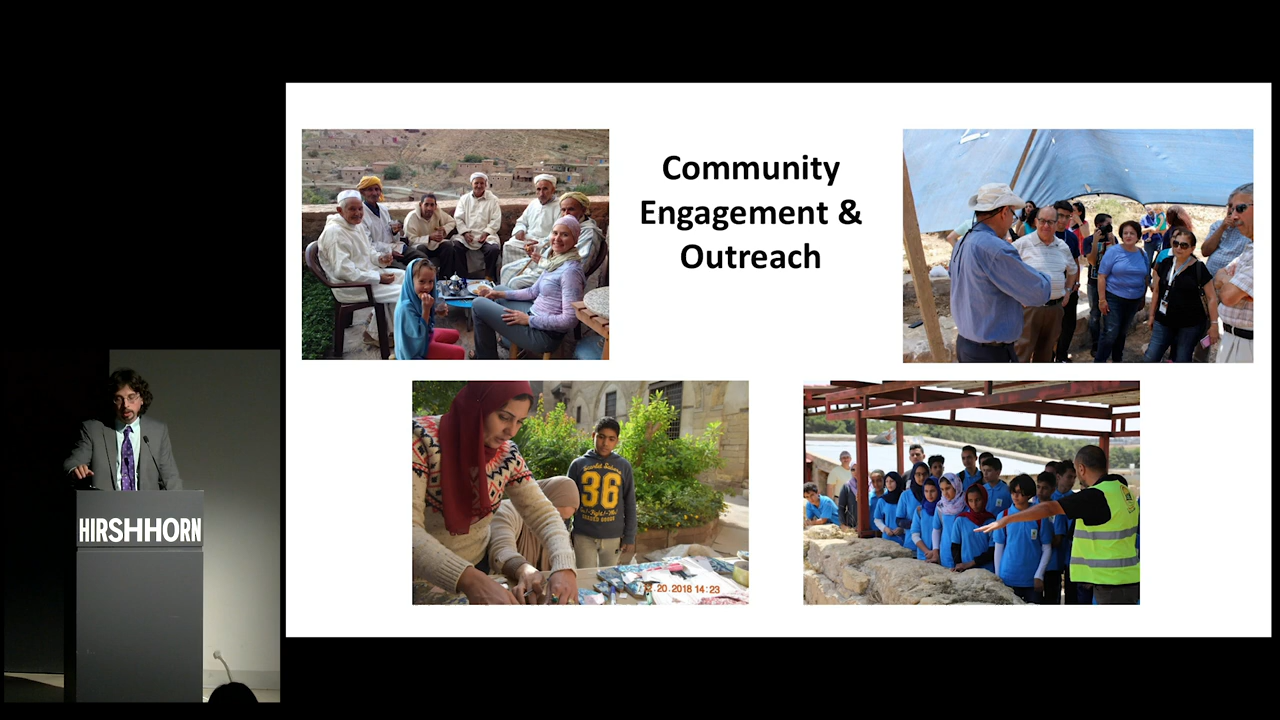 Community
Engagement &
Outreach
36
20 2018 14:23
HIRSHHORN